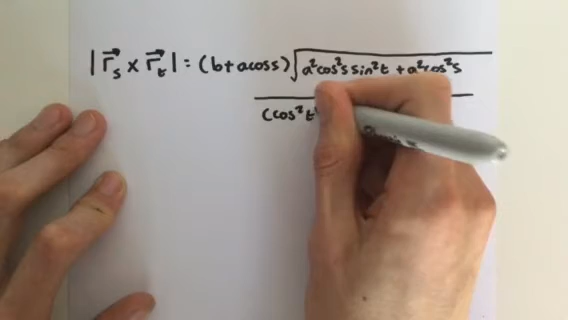 |r⃗ₛ × r⃗ₜ| = (b+acoss)√a²cos²s sin²t + a²cos²s
(cos²t